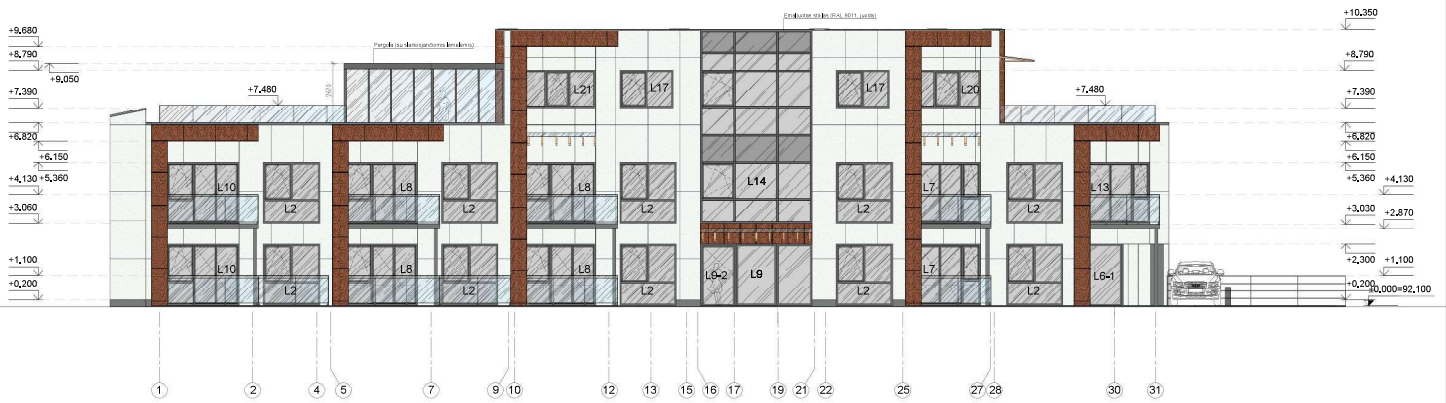 Emaliuotas stiklas (RAL 9011, juoda)
+10.350
+9.680
Pergola (su slankiojančiomis lamelėmis)
+8.790
+8.790
+9.050
2620
+7.480
+7.480
+7.390
+7.390
L21
L17
L17
L20
+6.820
+6.820
+6.150
+6.150
+5.360
+5.360
+4.130
+4.130
L10
L8
L8
L14
L7
L13
L2
L2
L2
L2
L2
+3.060
+3.030
+2.870
+2.300
+1.100
+1.100
L10
L8
L8
L9-2
L9
L7
L6-1
L2
L2
L2
L2
L2
+0.200
+0.200
±0.000=92.100
1
2
4
5
7
9
10
12
13
15
16
17
19
21
22
25
27
28
30
31